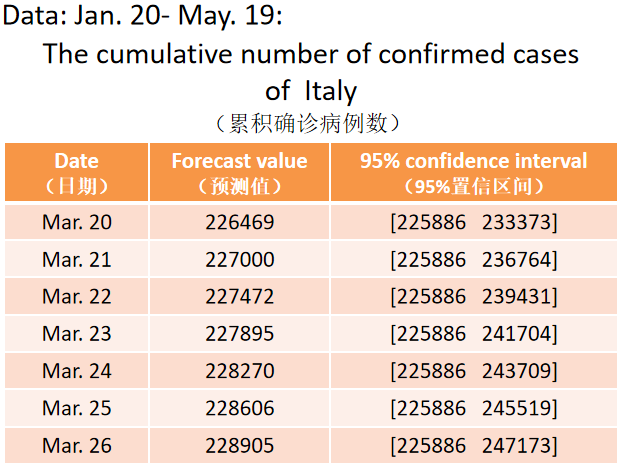 Data: Jan. 20- May. 19:
The cumulative number of confirmed cases
of Italy
（累积确诊病例数）
Date Forecast value 95% confidence interval
（日期） （预测值） （95%置信区间）
Mar. 20 226469 [225886 233373]
Mar. 21 227000 [225886 236764]
Mar. 22 227472 [225886 239431]
Mar. 23 227895 [225886 241704]
Mar. 24 228270 [225886 243709]
Mar. 25 228606 [225886 245519]
Mar. 26 228905 [225886 247173]